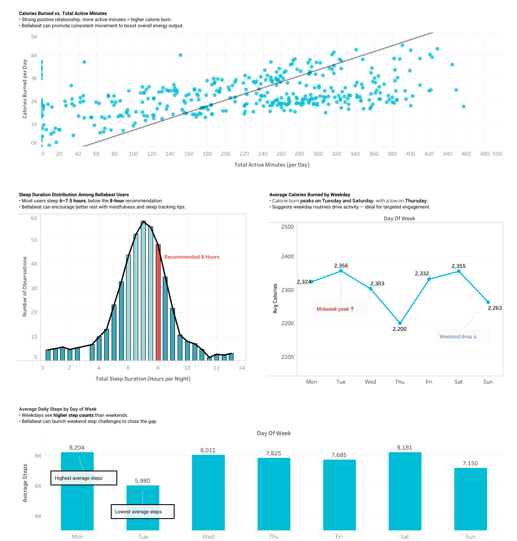 Calories Burned vs. Total Active Minutes
• Strong positive relationship: more active minutes = higher calorie burn.
• Bellabeat can promote consistent movement to boost overall energy output.
5K
4K
3K
2K
1K
0K
Calories Burned per Day
0 20 40 60 80 100 120 140 160 180 200 220 240 260 280 300 320 340 360 380 400 420 440 460 480 500
Total Active Minutes (per Day)
Sleep Duration Distribution Among Bellabeat Users
• Most users sleep 6–7.5 hours, below the 8-hour recommendation.
• Bellabeat can encourage better rest with mindfulness and sleep tracking tips.
60
50
40
30
20
10
0
Number of Observations
Recommended 8 Hours
0 2 4 6 8 10 12 14
Total Sleep Duration (Hours per Night)
Average Calories Burned by Weekday
• Calorie burn peaks on Tuesday and Saturday, with a low on Thursday.
• Suggests weekday routines drive activity — ideal for targeted engagement.
Day Of Week
2500
2400
2300
2200
2100
Avg Calories
2,324
2,356
2,303
2,200
2,332
2,355
2,263
Midweek peak ↑
Weekend drop ↓
Mon Tue Wed Thu Fri Sat Sun
Average Daily Steps by Day of Week
• Weekdays see higher step counts than weekends.
• Bellabeat can launch weekend step challenges to close the gap.
Day Of Week
8K
6K
4K
Average Steps
8,204
5,980
8,011
7,825
7,685
8,181
7,150
Highest average steps
Lowest average steps
Mon Tue Wed Thu Fri Sat Sun